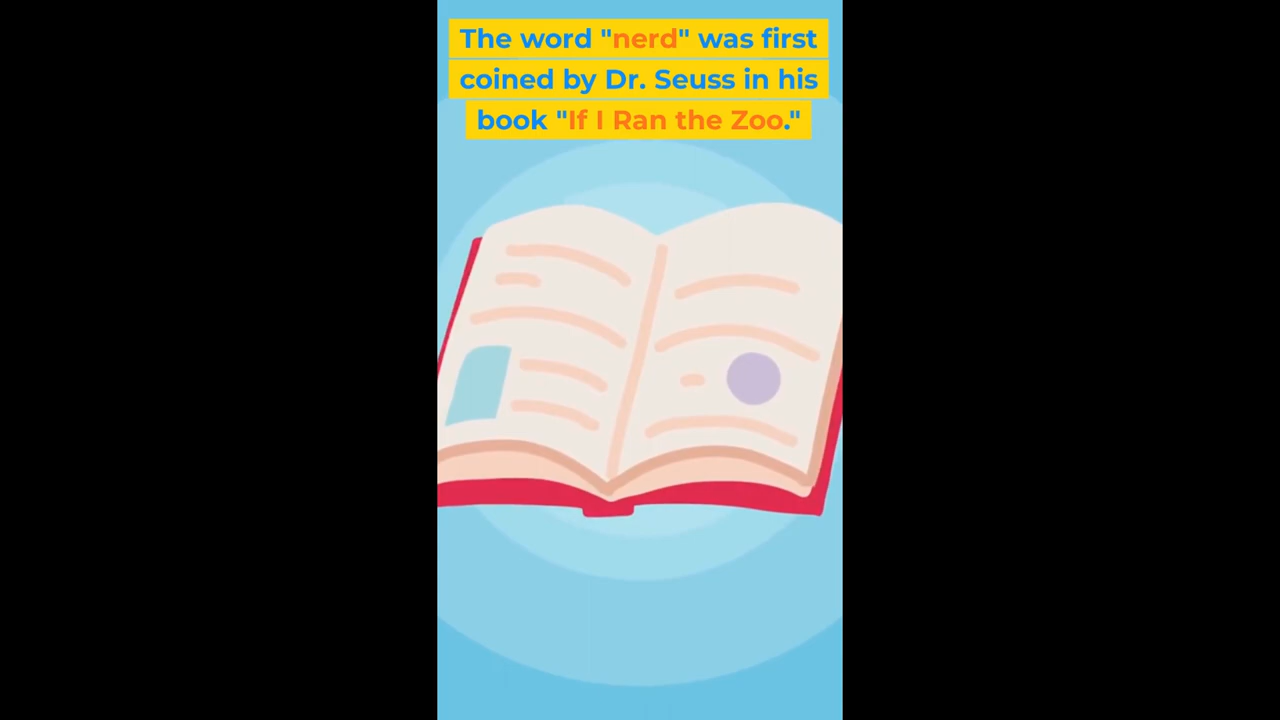 The word "nerd" was first
coined by Dr. Seuss in his
book "If I Ran the Zoo."